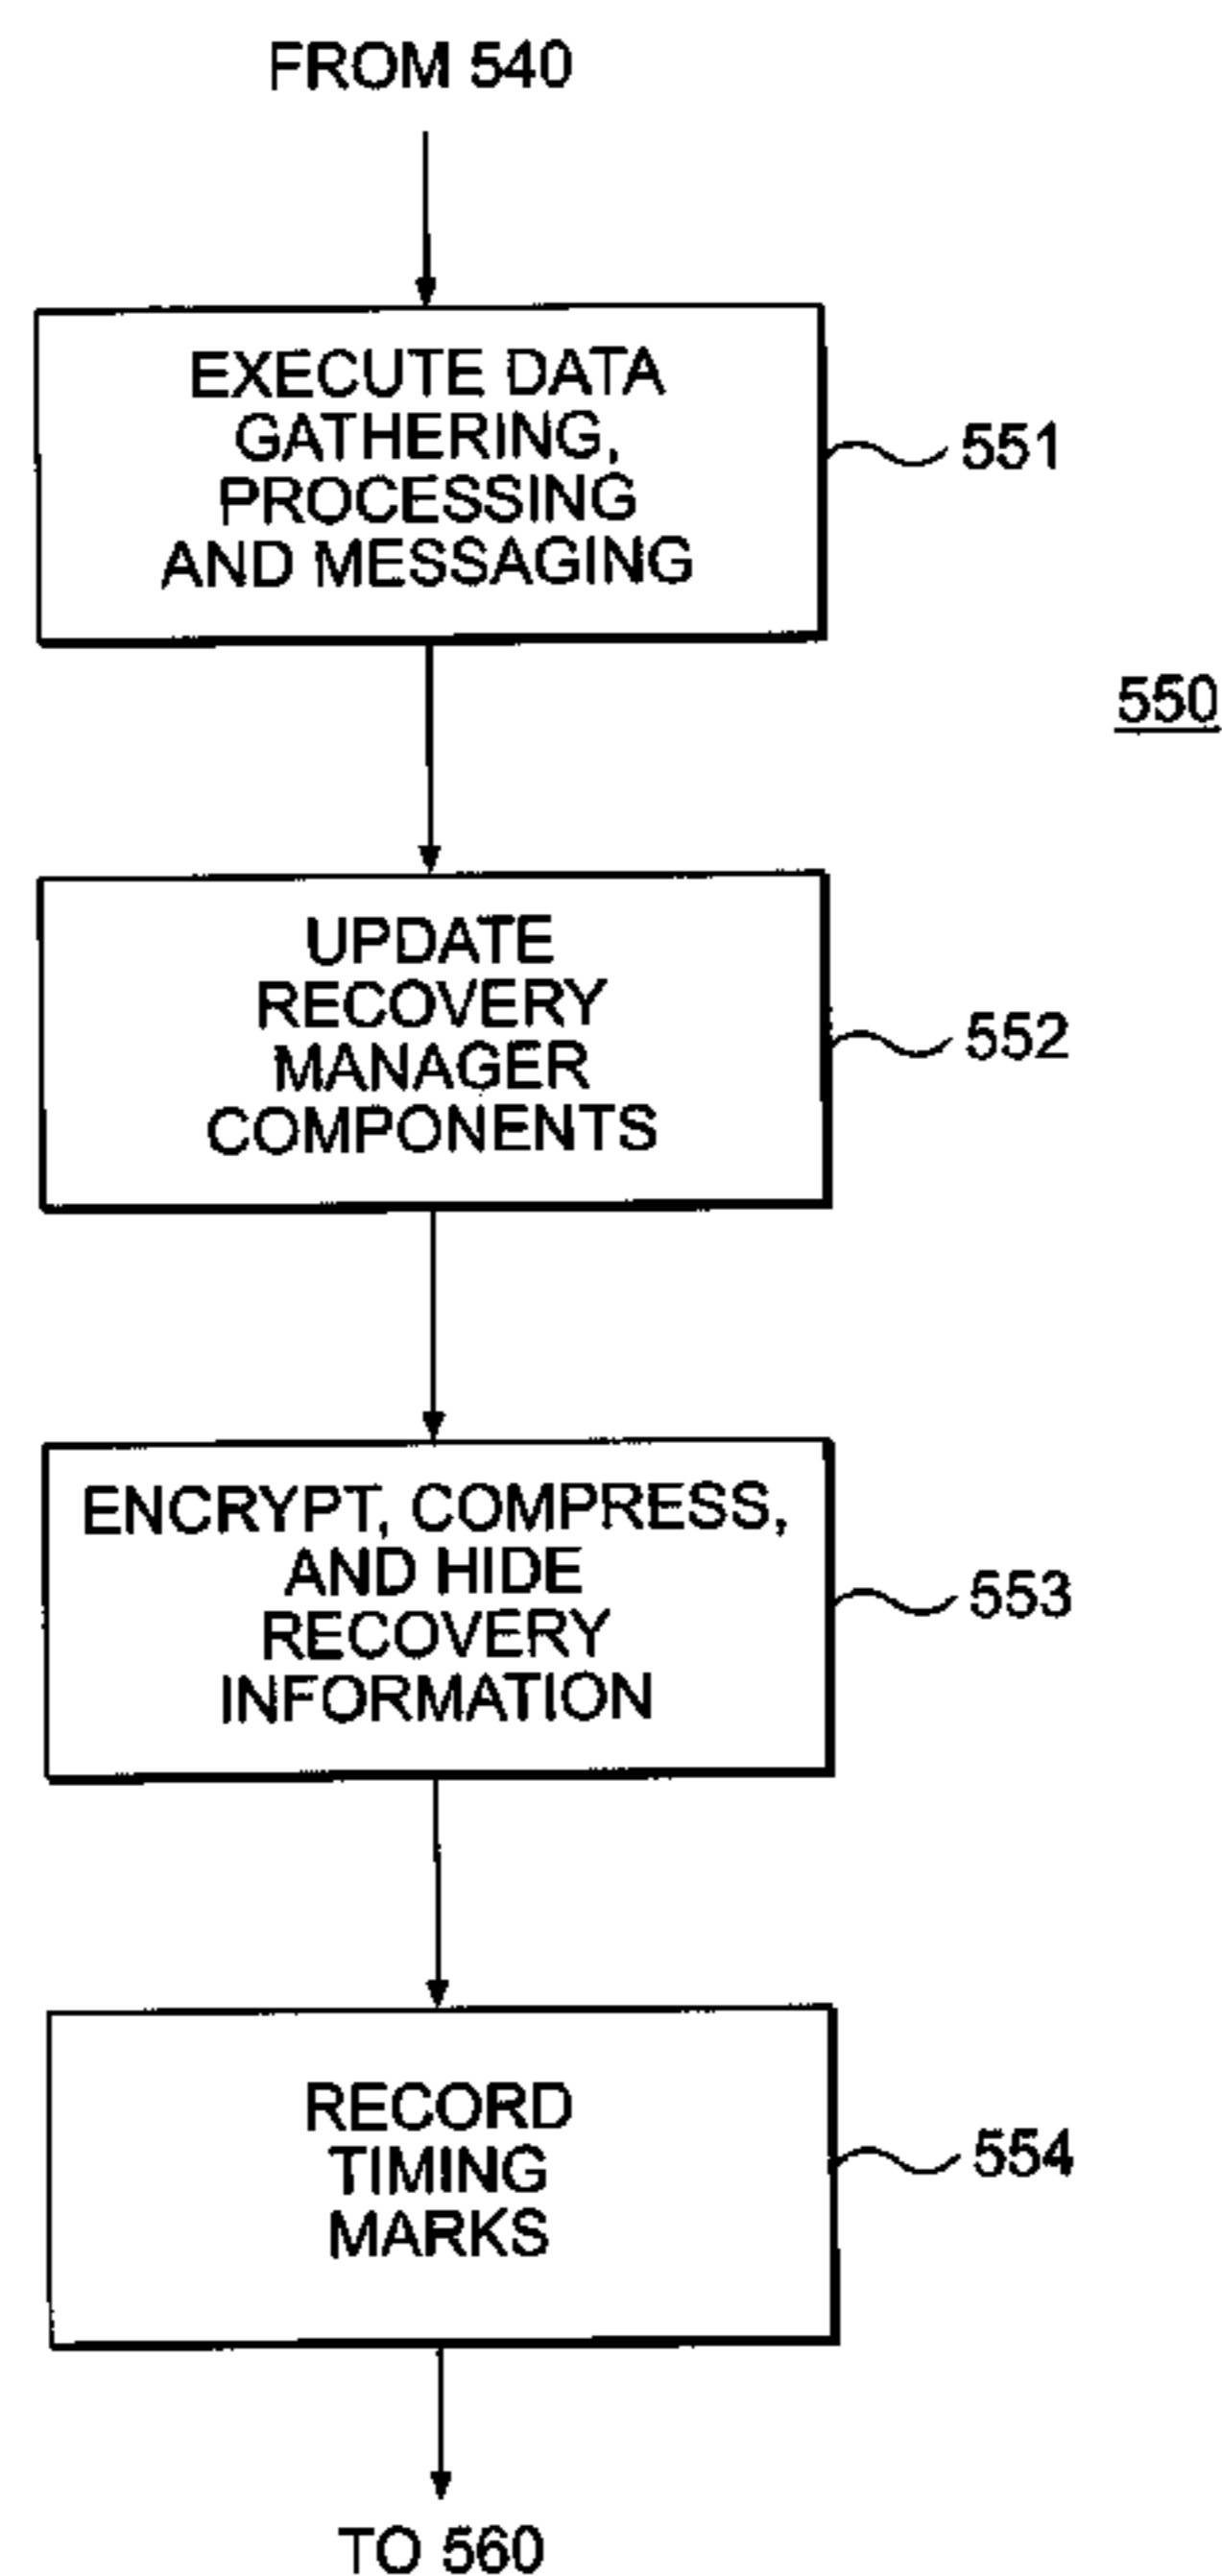 FROM 540
EXECUTE DATA
GATHERING,
PROCESSING
AND MESSAGING
551
550
UPDATE
RECOVERY
MANAGER
COMPONENTS
552
ENCRYPT, COMPRESS,
AND HIDE
RECOVERY
INFORMATION
553
RECORD
TIMING
MARKS
554
TO 560